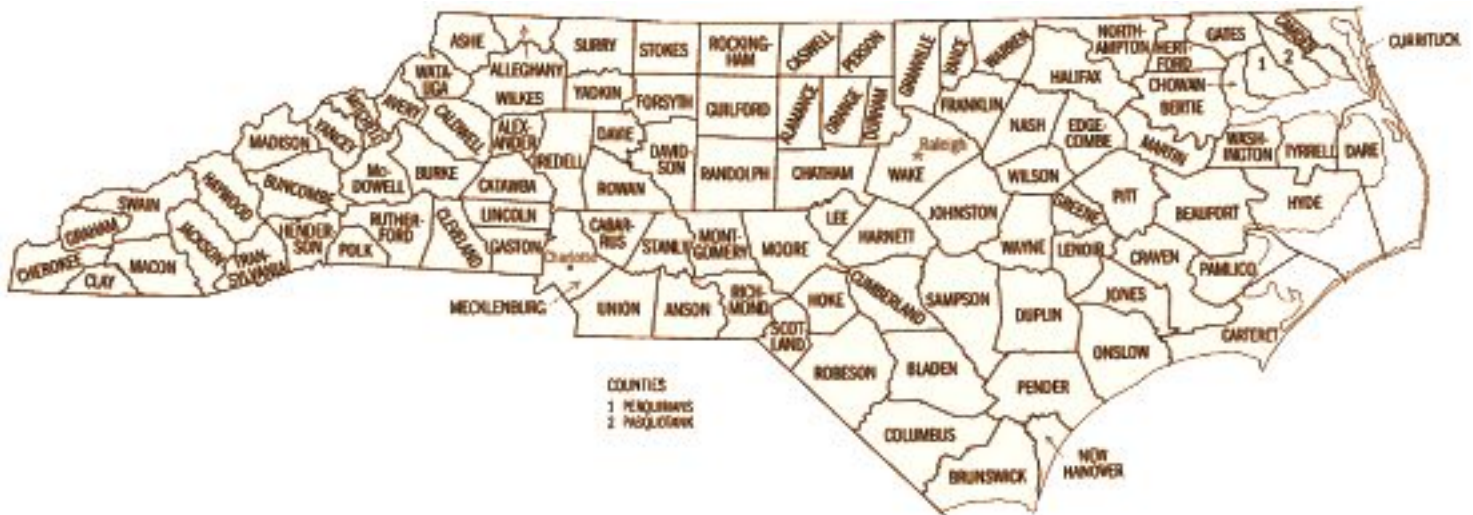 ASHE
SURRY
STOKES
ROCKING-
HAM
CASWELL
PERSON
GRANVILLE
VANCE
WARREN
NORTH-
AMPTON
HERT-
FORD
GATES
CAMDEN
CURRITUCK
WATA-
UGA
ALLEGHANY
WILKES
YADKIN
FORSYTH
GUILFORD
ALAMANCE
ORANGE
DURHAM
FRANKLIN
HALIFAX
CHOWAN
BERTIE
1
2
MADISON
YANCEY
MITCHELL
AVERY
CALDWELL
ALEX-
ANDER
IREDELL
DAVIE
DAVID-
SON
RANDOLPH
CHATHAM
Raleigh
WAKE
NASH
EDGE-
COMBE
MARTIN
WASH-
INGTON
TYRRELL
DARE
SWAIN
HAYWOOD
BUNCOMBE
Mc-
DOWELL
BURKE
CATAWBA
ROWAN
WILSON
PITT
BEAUFORT
HYDE
GRAHAM
CHEROKEE
CLAY
MACON
JACKSON
TRAN-
SYLVANIA
HENDER-
SON
POLK
RUTHER-
FORD
CLEVELAND
LINCOLN
GASTON
Charlotte
MECKLENBURG
CABAR-
RUS
STANLY
MONT-
GOMERY
MOORE
LEE
HARNETT
JOHNSTON
WAYNE
GREENE
LENOIR
CRAVEN
PAMLICO
UNION
ANSON
RICH-
MOND
SCOT-
LAND
HOKE
CUMBERLAND
SAMPSON
DUPLIN
JONES
CARTERET
ONSLOW
ROBESON
BLADEN
PENDER
COLUMBUS
BRUNSWICK
NEW
HANOVER
COUNTIES
1 PERQUIMANS
2 PASQUOTANK